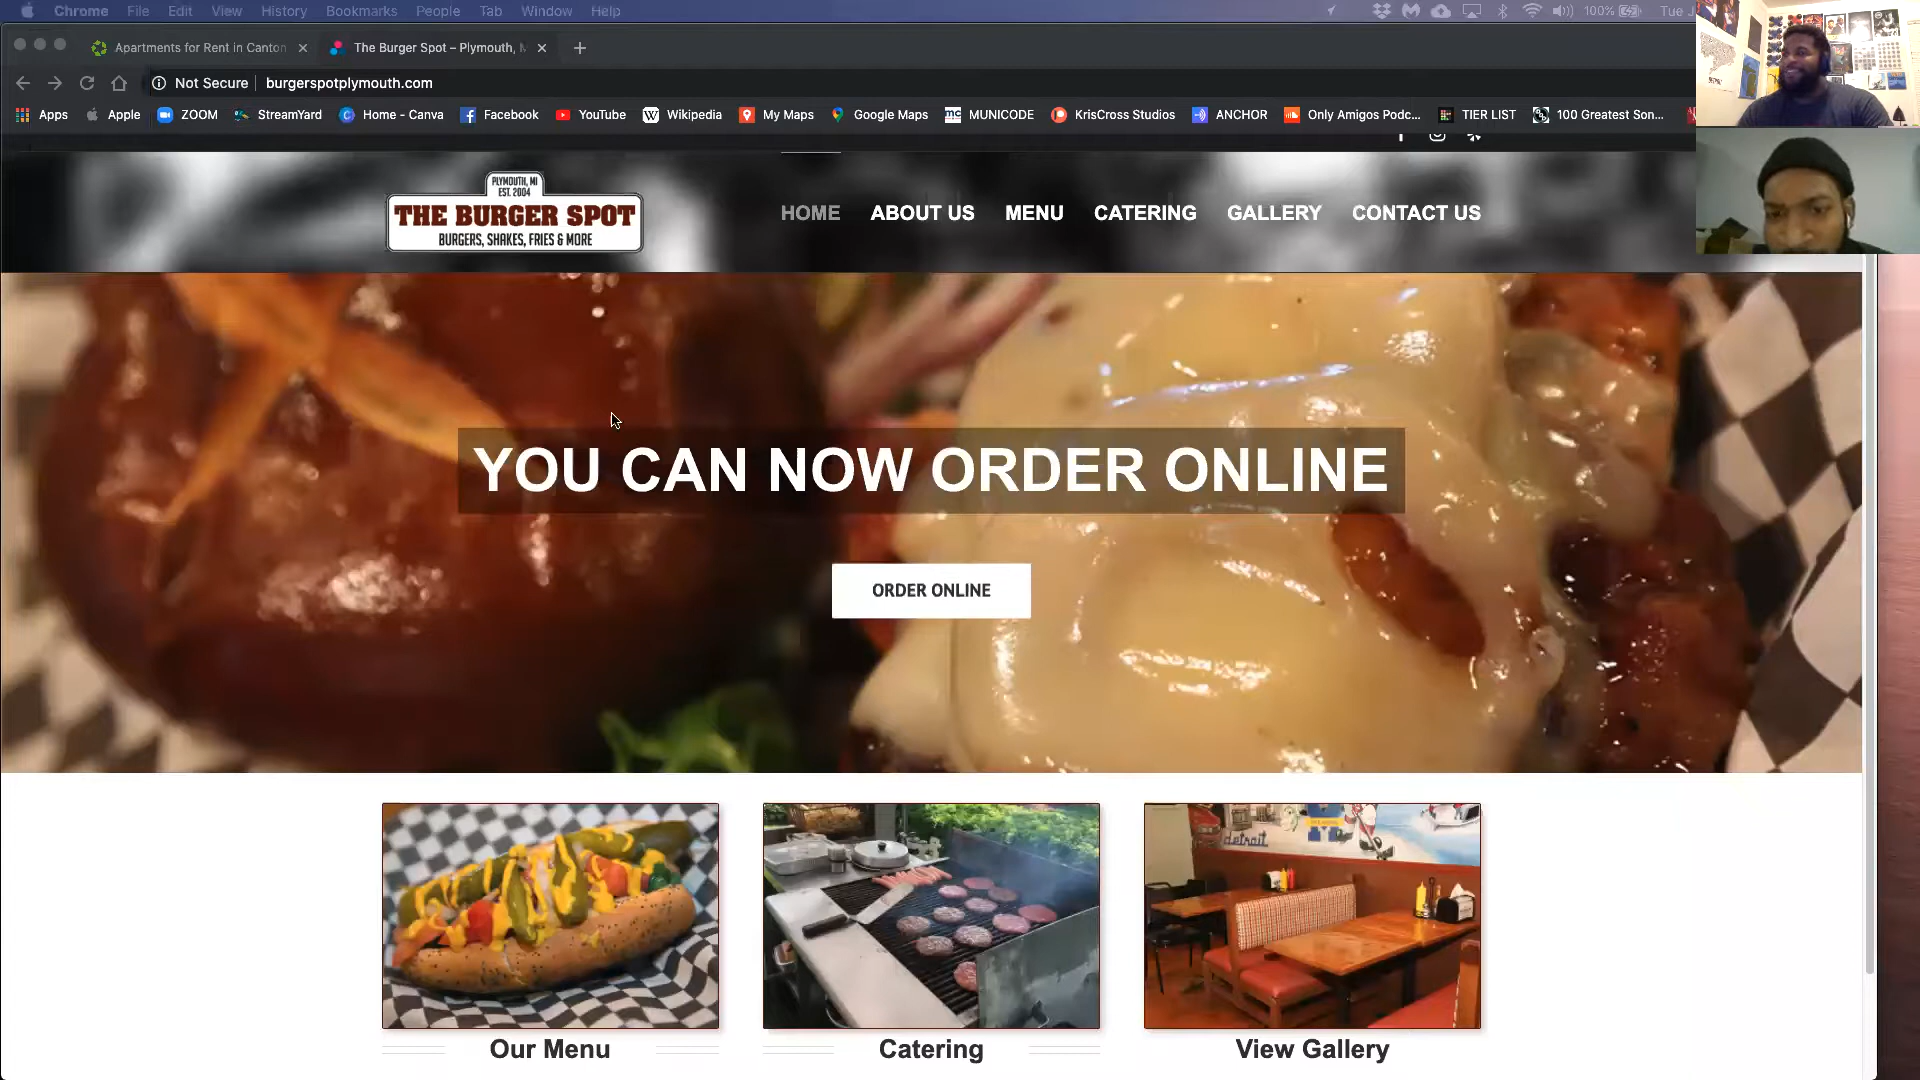 Chrome File Edit View History Bookmarks People Tab Window Help 100% Tue J
Apartments for Rent in Canton The Burger Spot – Plymouth, M
Not Secure burgerspotplymouth.com
Apps Apple ZOOM StreamYard Home - Canva Facebook YouTube Wikipedia My Maps Google Maps MUNICODE KrisCross Studios ANCHOR Only Amigos Podc... TIER LIST 100 Greatest Son...
PLYMOUTH, MI
EST. 2004
THE BURGER SPOT
BURGERS, SHAKES, FRIES & MORE
HOME ABOUT US MENU CATERING GALLERY CONTACT US
YOU CAN NOW ORDER ONLINE
ORDER ONLINE
detroit
Our Menu Catering View Gallery